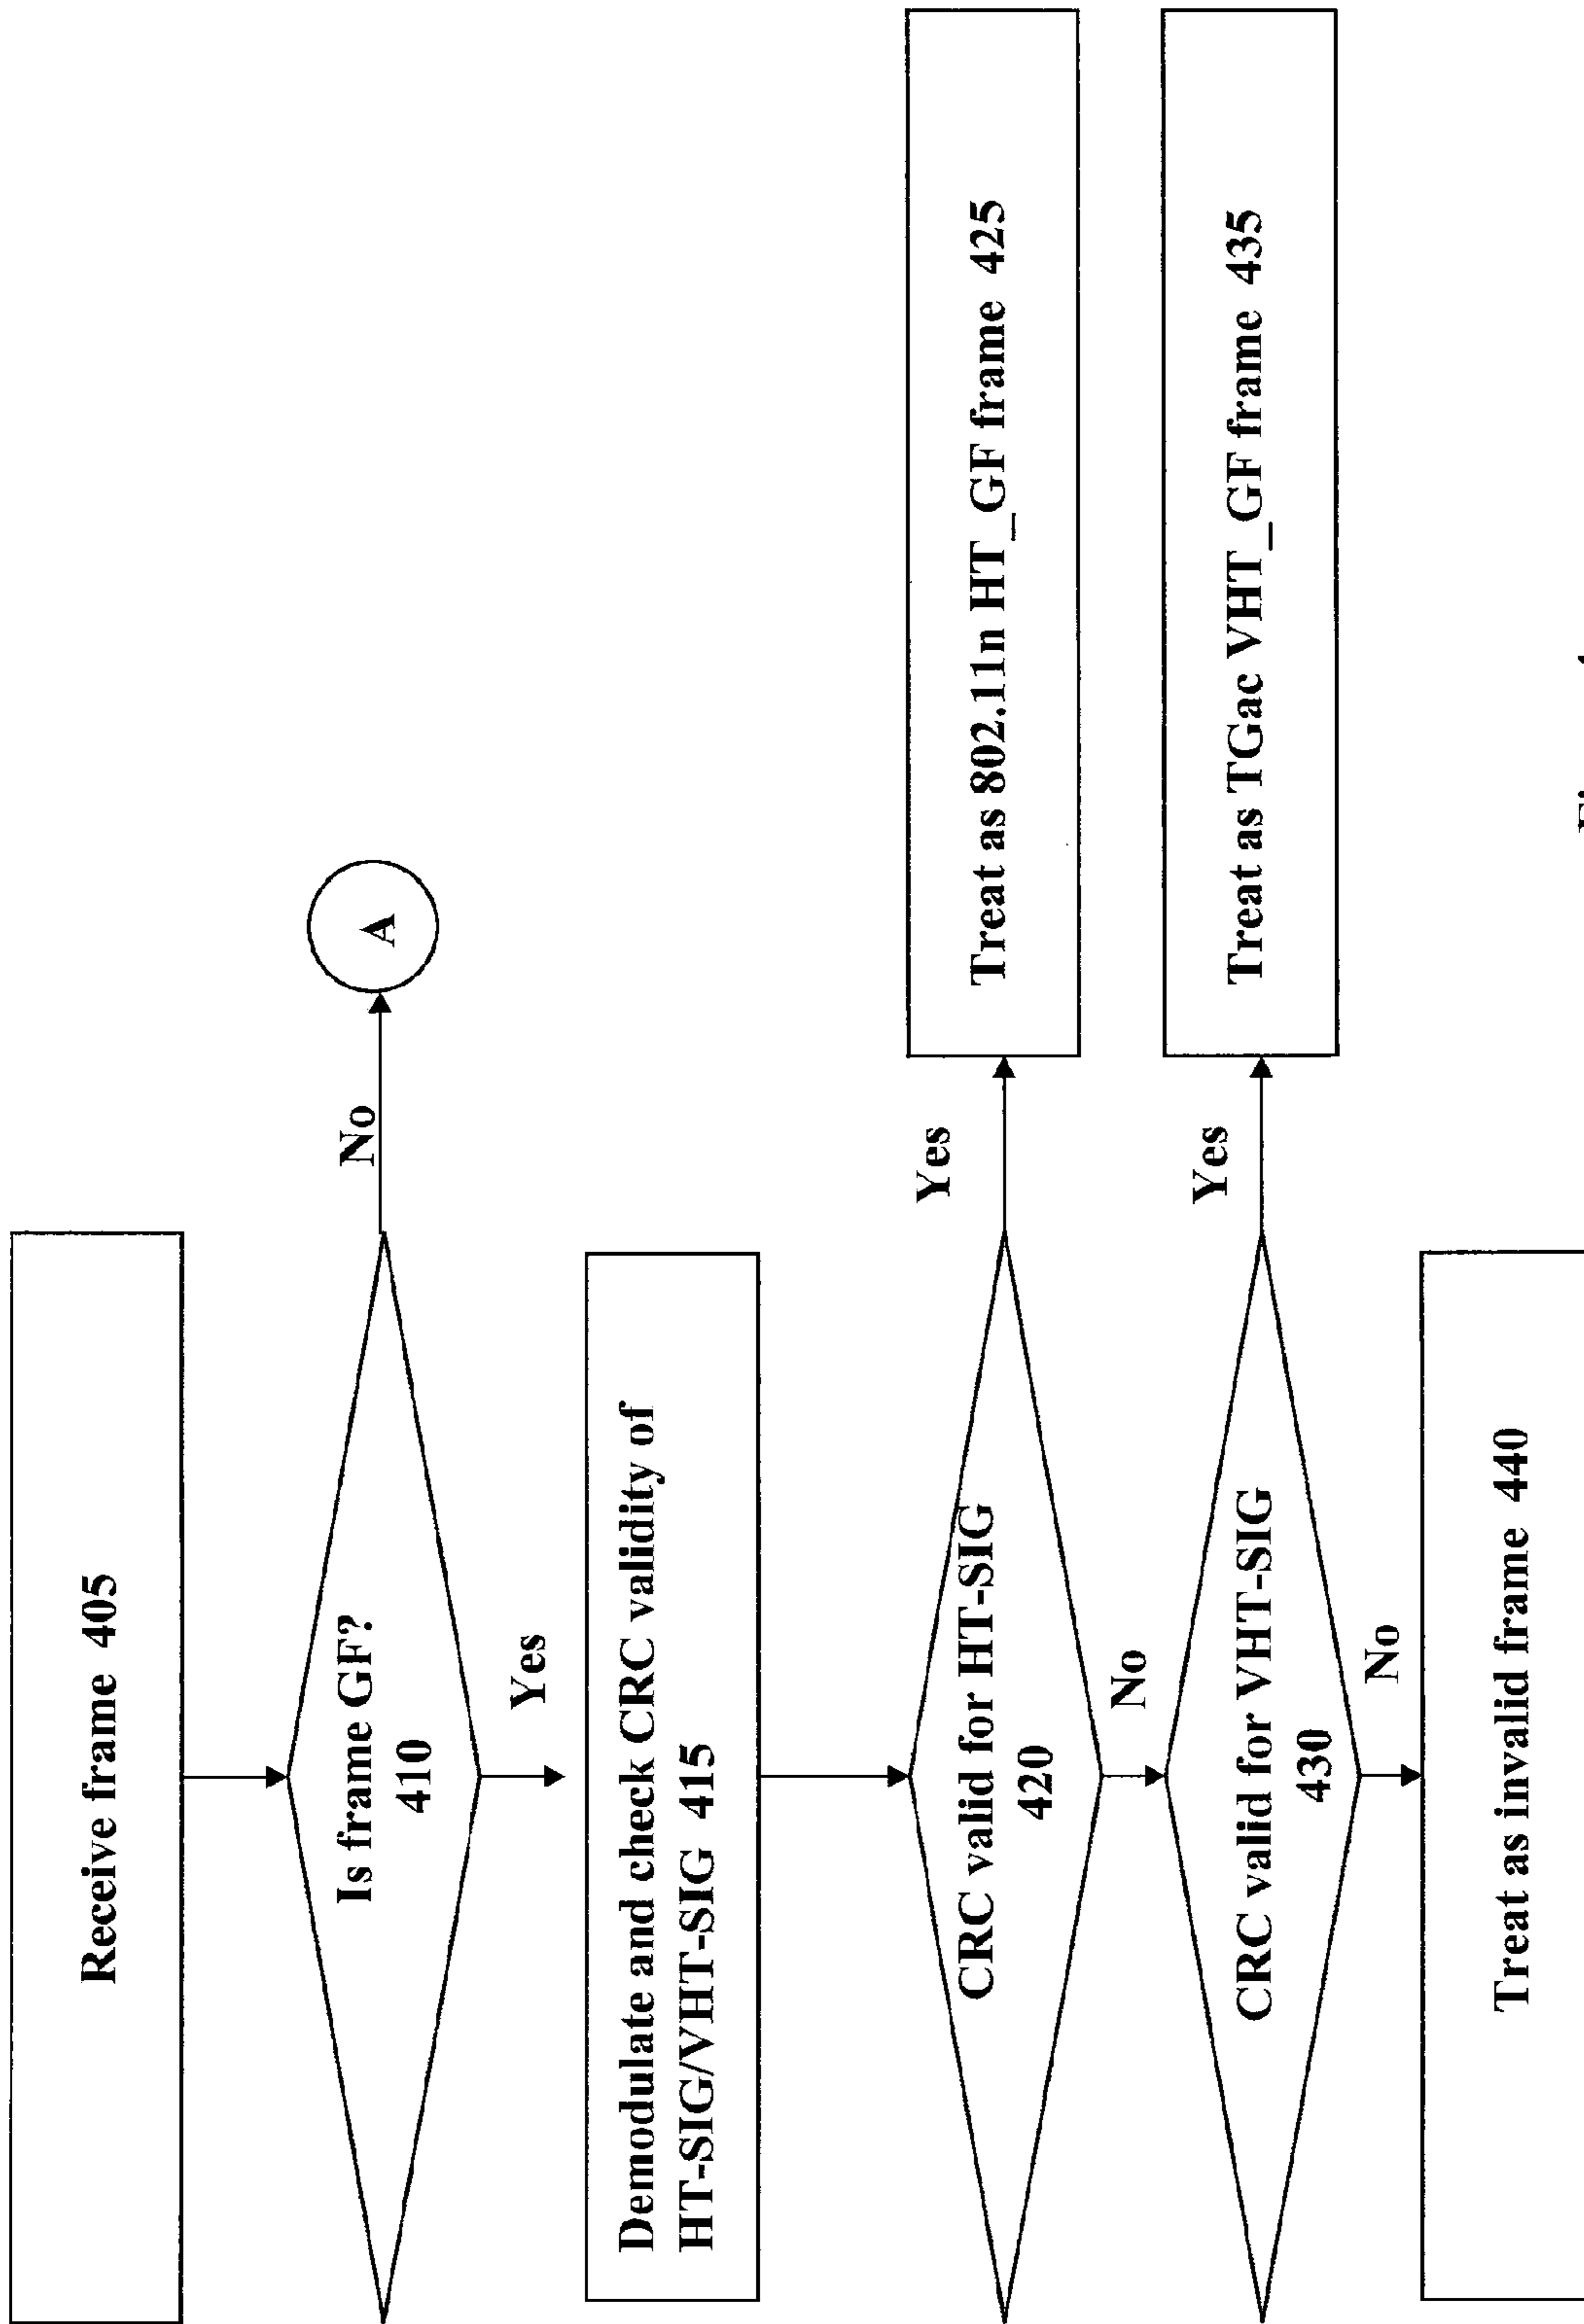 Receive frame 405
Is frame GF?
410
No
A
Yes
Demodulate and check CRC validity of
HT-SIG/VHT-SIG 415
CRC valid for HT-SIG
420
Yes
Treat as 802.11n HT_GF frame 425
No
CRC valid for VHT-SIG
430
Yes
Treat as TGac VHT_GF frame 435
No
Treat as invalid frame 440